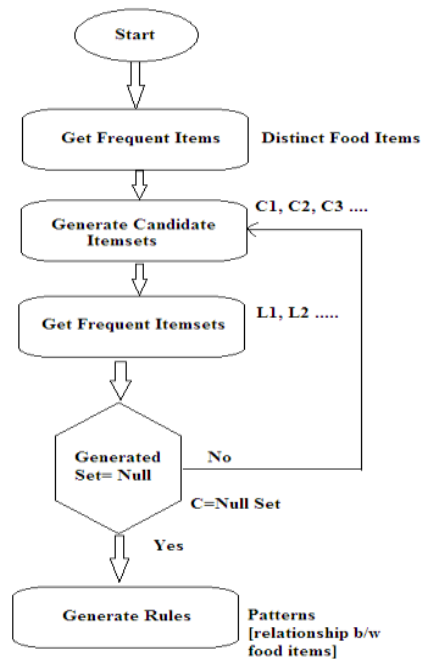 Start
Get Frequent Items
Distinct Food Items
C1, C2, C3 ....
Generate Candidate
Itemsets
Get Frequent Itemsets
L1, L2 .....
Generated
Set= Null
No
C=Null Set
Yes
Generate Rules
Patterns
[relationship b/w
food items]